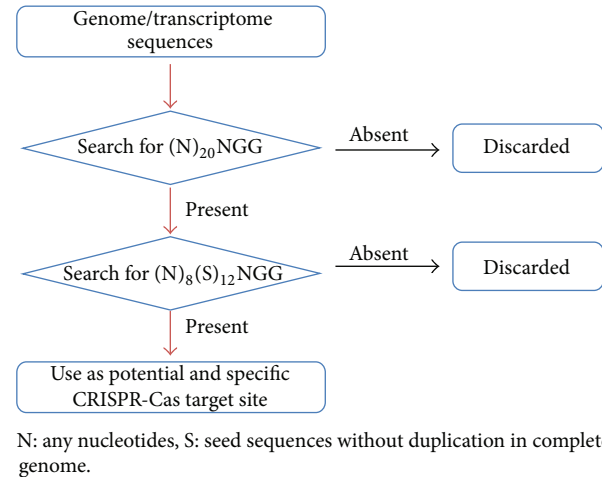 Genome/transcriptome
sequences
Search for (N)₂₀NGG
Absent
Discarded
Present
Search for (N)₈(S)₁₂NGG
Absent
Discarded
Present
Use as potential and specific
CRISPR-Cas target site
N: any nucleotides, S: seed sequences without duplication in complet
genome.